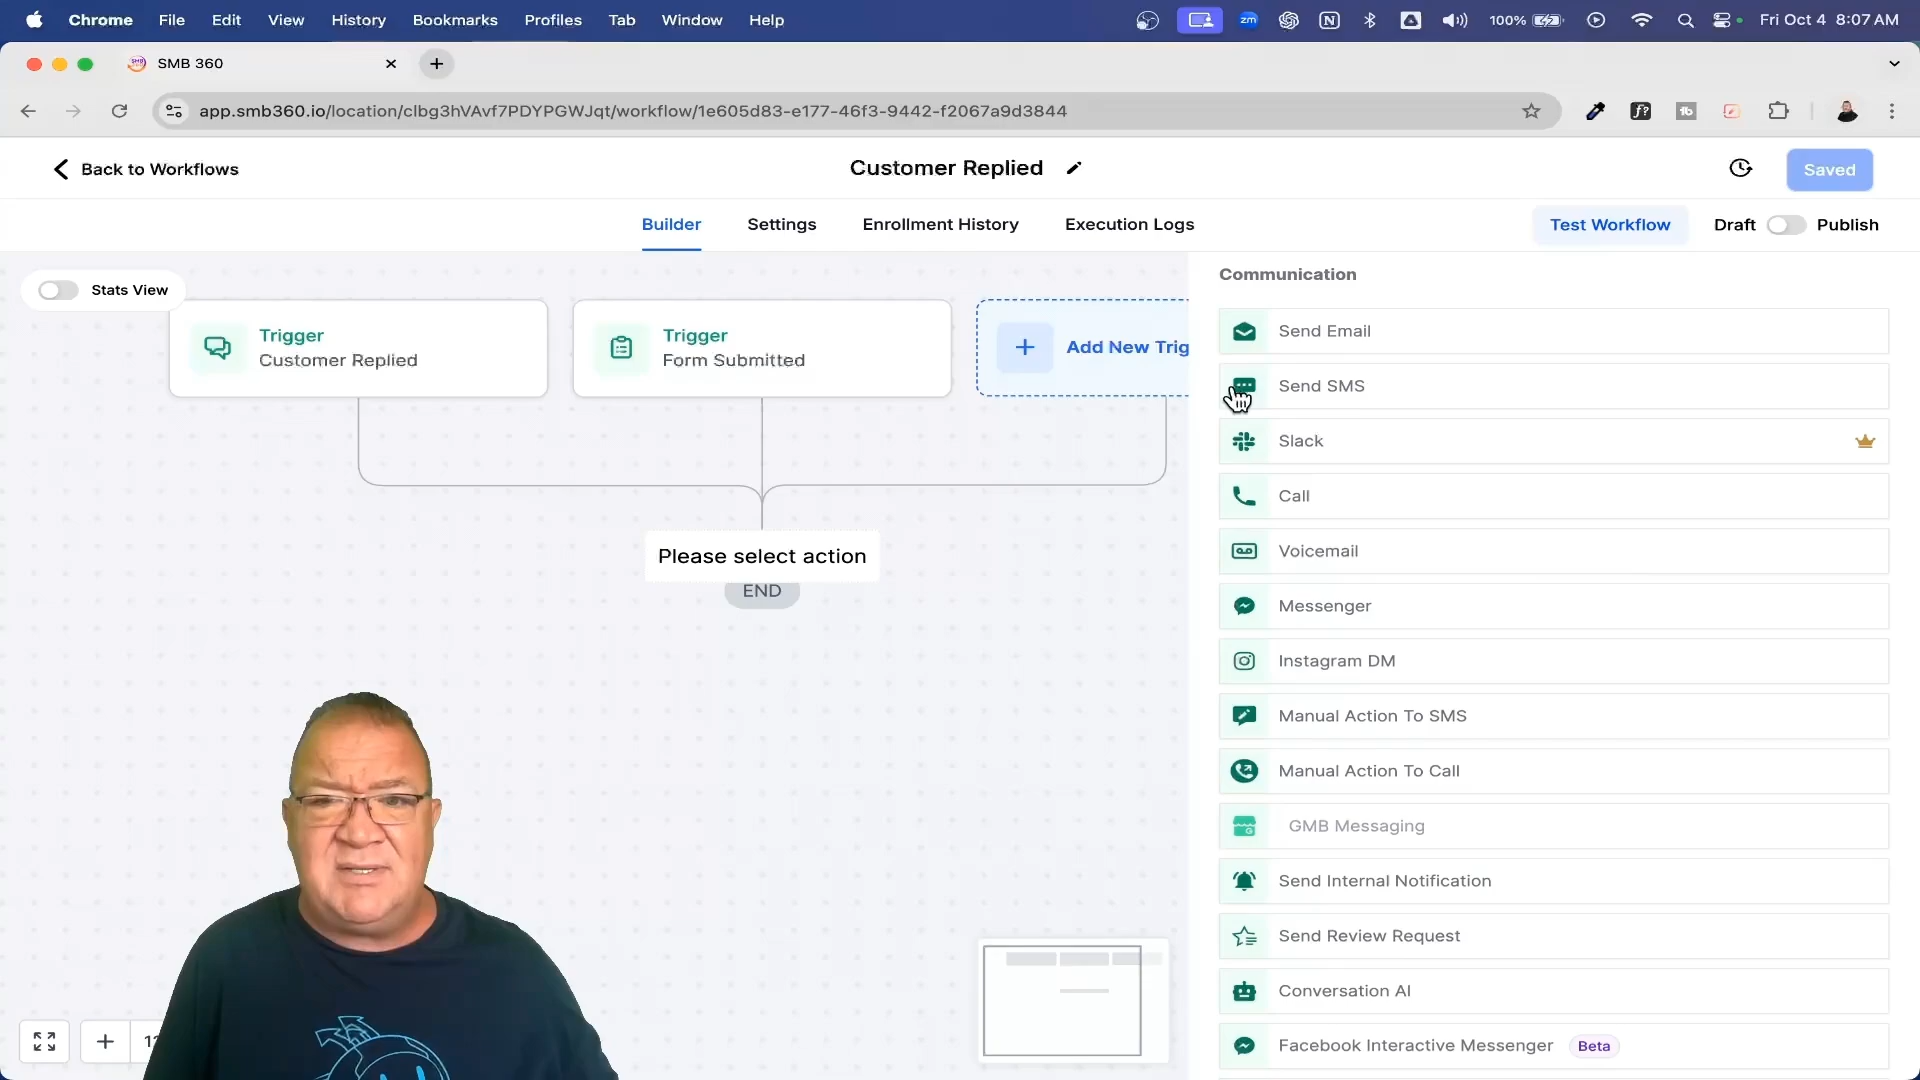 Chrome File Edit View History Bookmarks Profiles Tab Window Help zm 100% Fri Oct 4 8:07 AM
SMB 360
app.smb360.io/location/clbg3hVAvf7PDYPGWJqt/workflow/1e605d83-e177-46f3-9442-f2067a9d3844 f? tb
Back to Workflows Customer Replied Saved
Builder Settings Enrollment History Execution Logs Test Workflow Draft Publish
Stats View
Trigger
Customer Replied
Trigger
Form Submitted
Add New Trig
Please select action
END
Communication
Send Email
Send SMS
Slack
Call
Voicemail
Messenger
Instagram DM
Manual Action To SMS
Manual Action To Call
GMB Messaging
Send Internal Notification
Send Review Request
Conversation AI
Facebook Interactive Messenger Beta